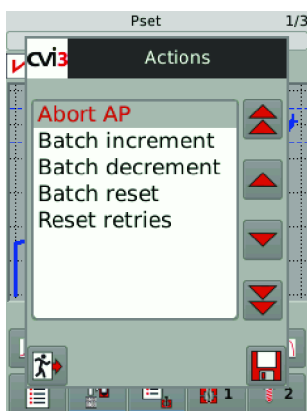 Pset 1/3
cvi3 Actions
Abort AP
Batch increment
Batch decrement
Batch reset
Reset retries
1 2